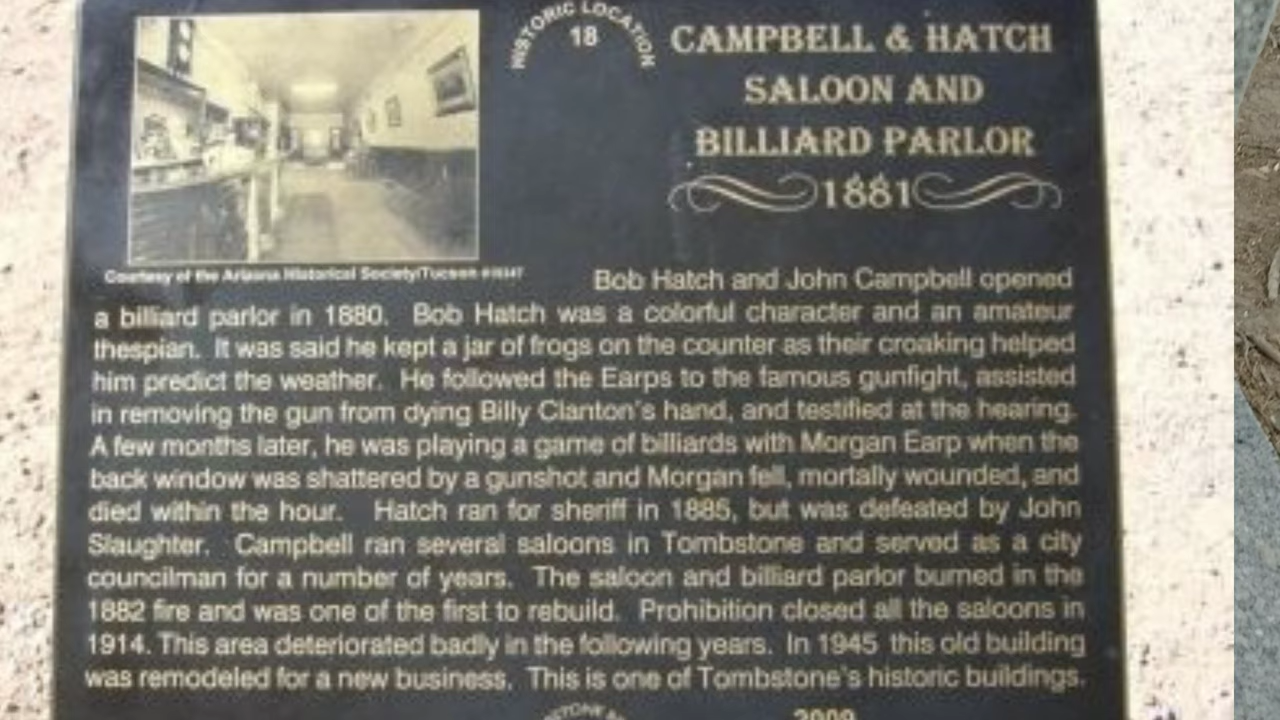 HISTORIC LOCATION
18
CAMPBELL & HATCH
SALOON AND
BILLIARD PARLOR
1881
Courtesy of the Arizona Historical Society/Tucson
Bob Hatch and John Campbell opened
a billiard parlor in 1880. Bob Hatch was a colorful character and an amateur
thespian. It was said he kept a jar of frogs on the counter as their croaking helped
him predict the weather. He followed the Earps to the famous gunfight, assisted
in removing the gun from dying Billy Clanton's hand, and testified at the hearing.
A few months later, he was playing a game of billiards with Morgan Earp when the
back window was shattered by a gunshot and Morgan fell, mortally wounded, and
died within the hour. Hatch ran for sheriff in 1885, but was defeated by John
Slaughter. Campbell ran several saloons in Tombstone and served as a city
councilman for a number of years. The saloon and billiard parlor burned in the
1882 fire and was one of the first to rebuild. Prohibition closed all the saloons in
1914. This area deteriorated badly in the following years. In 1945 this old building
was remodeled for a new business. This is one of Tombstone's historic buildings.
2009